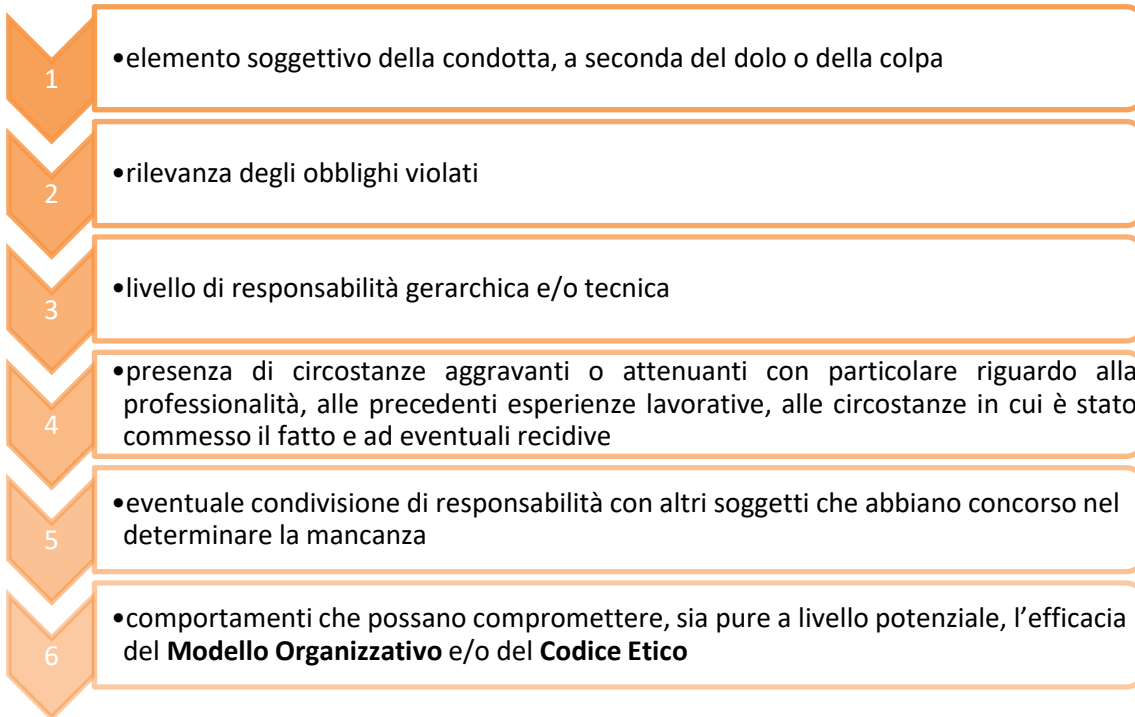 1
•elemento soggettivo della condotta, a seconda del dolo o della colpa
2
•rilevanza degli obblighi violati
3
•livello di responsabilità gerarchica e/o tecnica
4
•presenza di circostanze aggravanti o attenuanti con particolare riguardo alla
professionalità, alle precedenti esperienze lavorative, alle circostanze in cui è stato
commesso il fatto e ad eventuali recidive
5
•eventuale condivisione di responsabilità con altri soggetti che abbiano concorso nel
determinare la mancanza
6
•comportamenti che possano compromettere, sia pure a livello potenziale, l’efficacia
del Modello Organizzativo e/o del Codice Etico